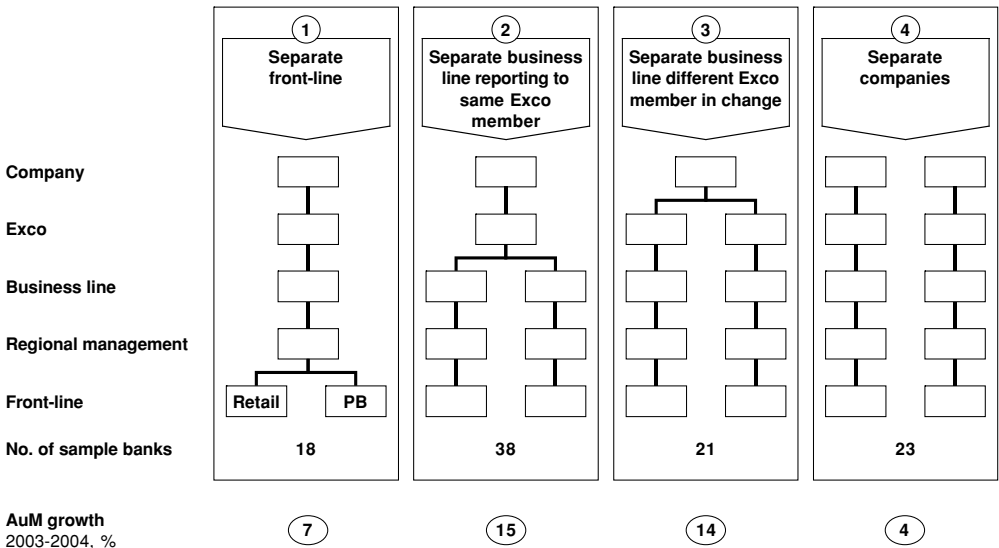 1
Separate
front-line
2
Separate business
line reporting to
same Exco
member
3
Separate business
line different Exco
member in change
4
Separate
companies
Company
Exco
Business line
Regional management
Front-line
Retail
PB
No. of sample banks
18
38
21
23
AuM growth
2003-2004, %
7
15
14
4